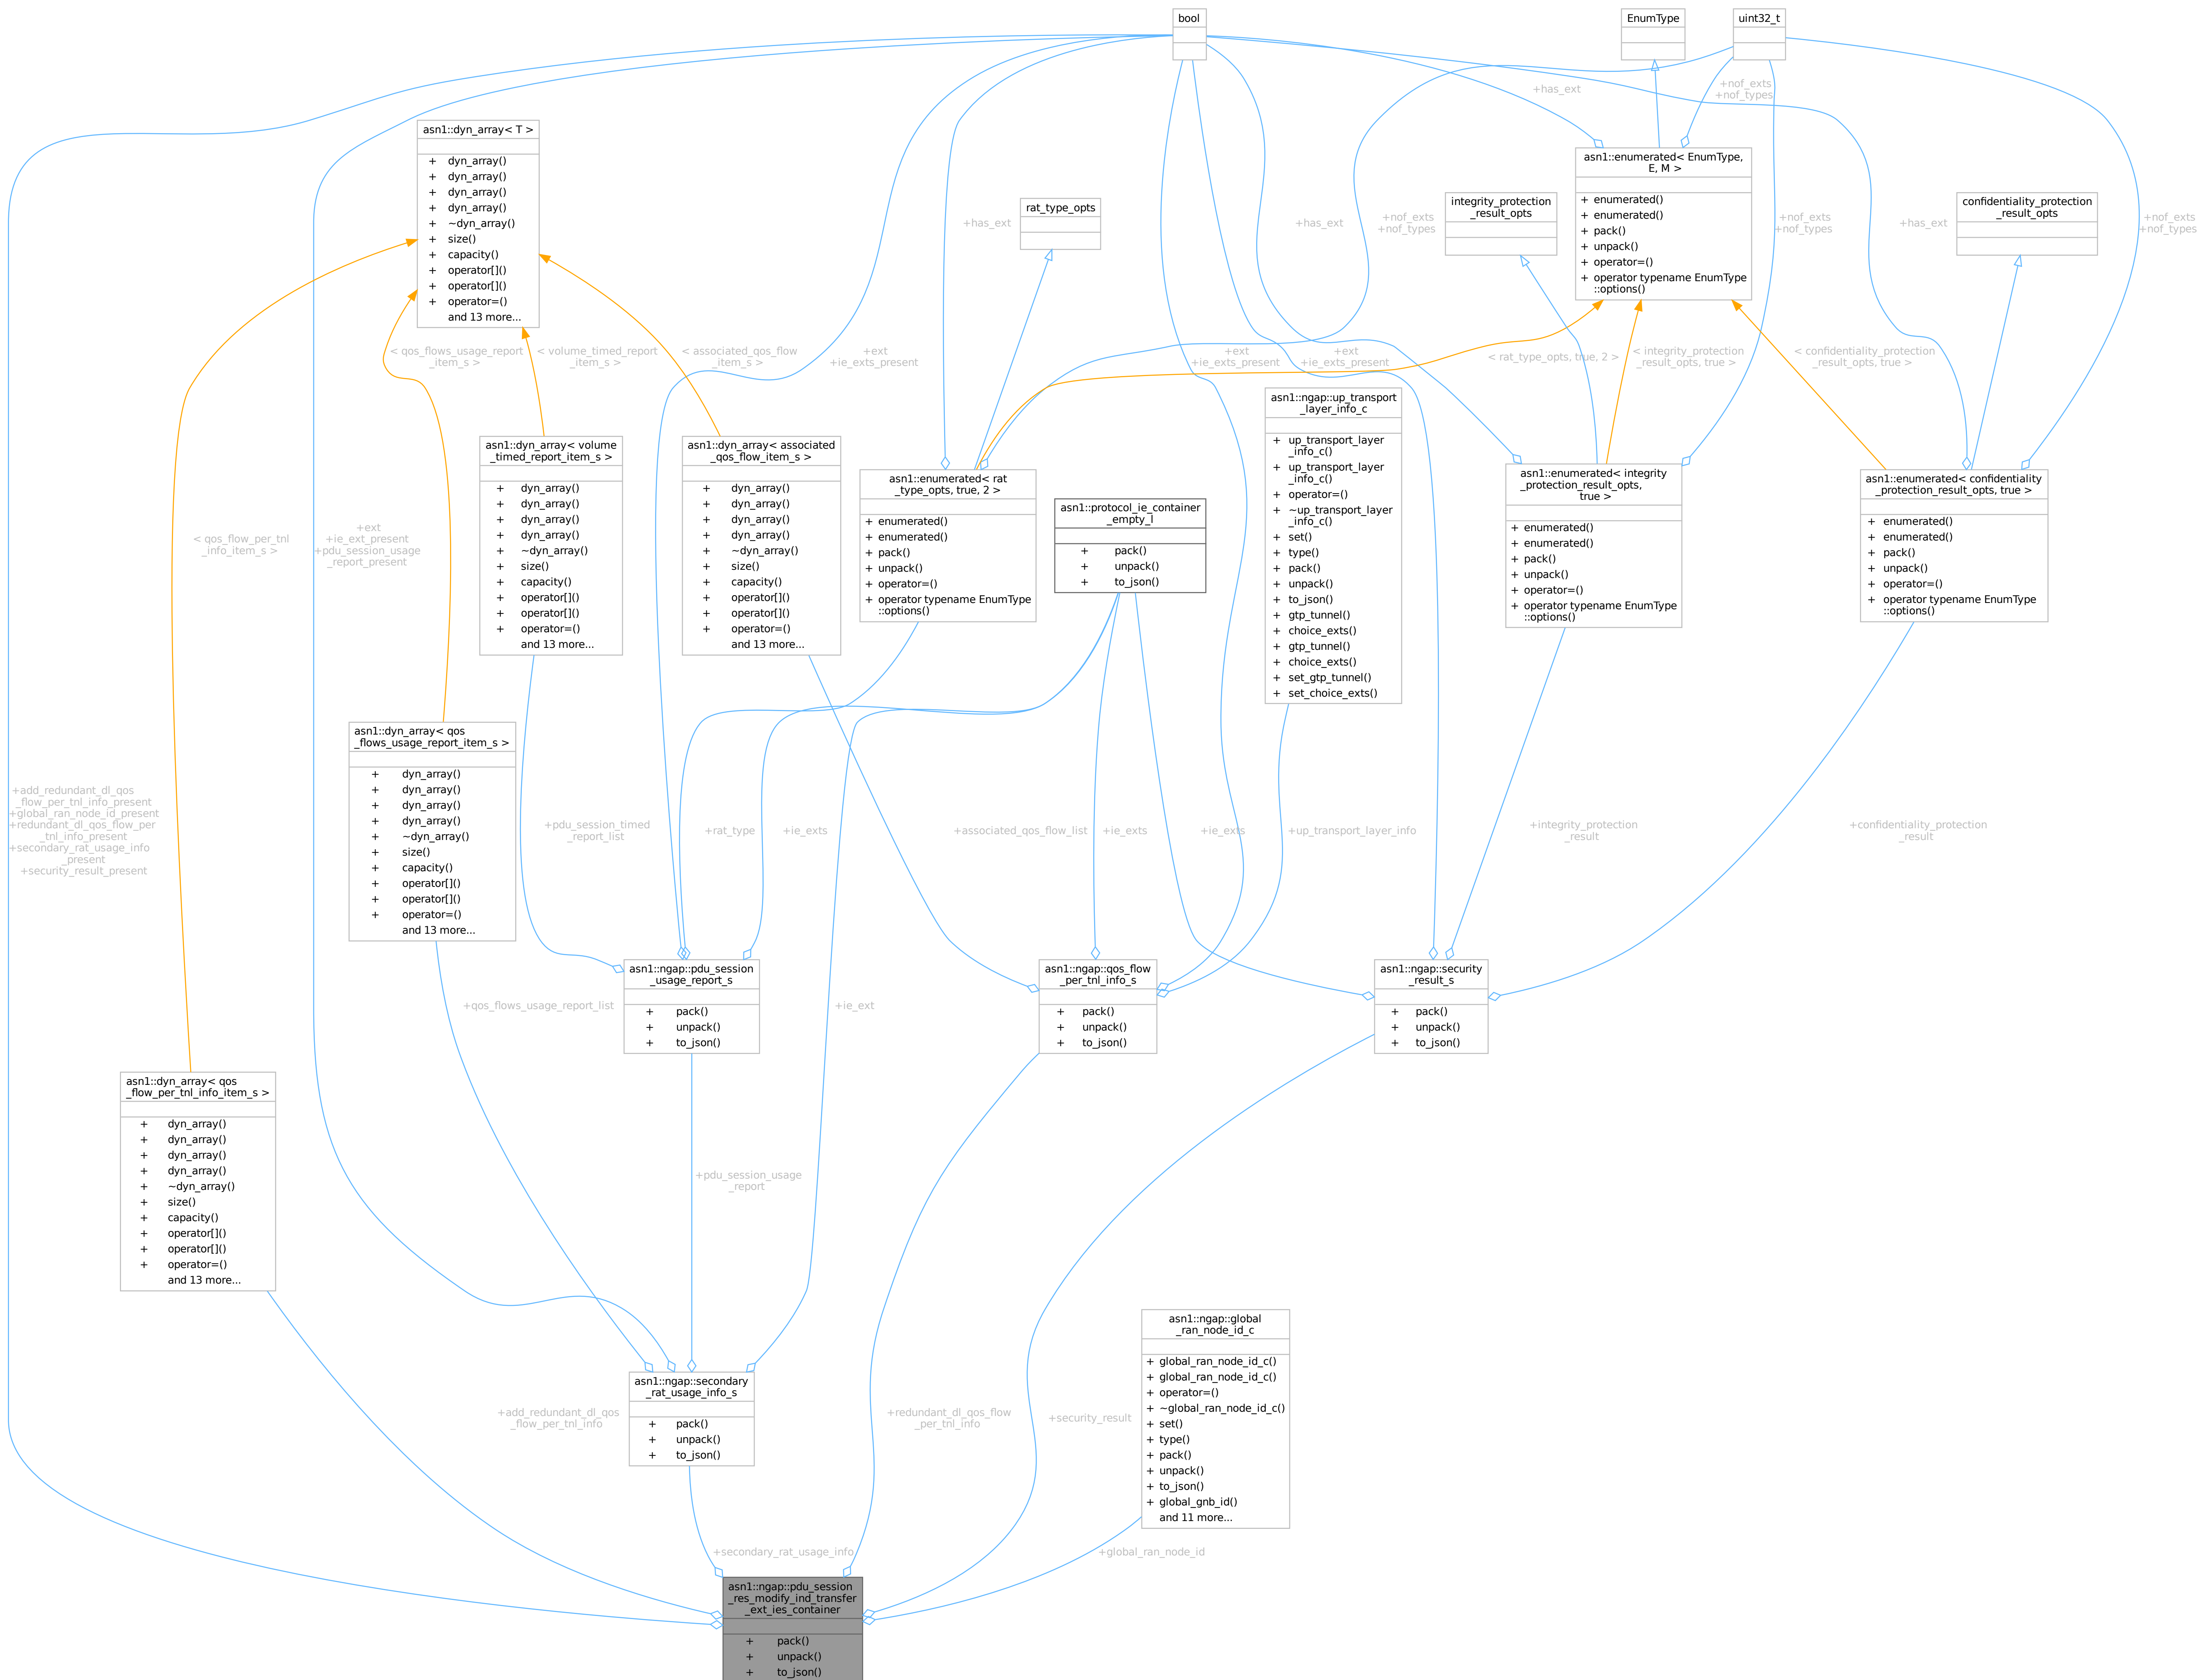 bool
EnumType
uint32_t
+has_ext
+nof_exts
+nof_types
asn1::dyn_array< T >
+ dyn_array()
+ dyn_array()
+ dyn_array()
+ dyn_array()
+ ~dyn_array()
+ size()
+ capacity()
+ operator[]()
+ operator[]()
+ operator=()
and 13 more...
asn1::enumerated< EnumType,
E, M >
+ enumerated()
+ enumerated()
+ pack()
+ unpack()
+ operator=()
+ operator typename EnumType
::options()
rat_type_opts
integrity_protection
_result_opts
confidentiality_protection
_result_opts
+has_ext
+has_ext
+nof_exts
+nof_types
+nof_exts
+nof_types
+has_ext
+nof_exts
+nof_types
< qos_flows_usage_report
_item_s >
< volume_timed_report
_item_s >
< associated_qos_flow
_item_s >
+ext
+ie_exts_present
+ext
+ie_exts_present
+ext
+ie_exts_present
< rat_type_opts, true, 2 >
< integrity_protection
_result_opts, true >
< confidentiality_protection
_result_opts, true >
asn1::dyn_array< volume
_timed_report_item_s >
+ dyn_array()
+ dyn_array()
+ dyn_array()
+ dyn_array()
+ ~dyn_array()
+ size()
+ capacity()
+ operator[]()
+ operator[]()
+ operator=()
and 13 more...
asn1::dyn_array< associated
_qos_flow_item_s >
+ dyn_array()
+ dyn_array()
+ dyn_array()
+ dyn_array()
+ ~dyn_array()
+ size()
+ capacity()
+ operator[]()
+ operator[]()
+ operator=()
and 13 more...
asn1::enumerated< rat
_type_opts, true, 2 >
+ enumerated()
+ enumerated()
+ pack()
+ unpack()
+ operator=()
+ operator typename EnumType
::options()
asn1::protocol_ie_container
_empty_l
+ pack()
+ unpack()
+ to_json()
asn1::ngap::up_transport
_layer_info_c
+ up_transport_layer
_info_c()
+ up_transport_layer
_info_c()
+ operator=()
+ ~up_transport_layer
_info_c()
+ set()
+ type()
+ pack()
+ unpack()
+ to_json()
+ gtp_tunnel()
+ choice_exts()
+ gtp_tunnel()
+ choice_exts()
+ set_gtp_tunnel()
+ set_choice_exts()
asn1::enumerated< integrity
_protection_result_opts,
true >
+ enumerated()
+ enumerated()
+ pack()
+ unpack()
+ operator=()
+ operator typename EnumType
::options()
asn1::enumerated< confidentiality
_protection_result_opts, true >
+ enumerated()
+ enumerated()
+ pack()
+ unpack()
+ operator=()
+ operator typename EnumType
::options()
< qos_flow_per_tnl
_info_item_s >
+ext
+ie_ext_present
+pdu_session_usage
_report_present
asn1::dyn_array< qos
_flows_usage_report_item_s >
+ dyn_array()
+ dyn_array()
+ dyn_array()
+ dyn_array()
+ ~dyn_array()
+ size()
+ capacity()
+ operator[]()
+ operator[]()
+ operator=()
and 13 more...
+add_redundant_dl_qos
_flow_per_tnl_info_present
+global_ran_node_id_present
+redundant_dl_qos_flow_per
_tnl_info_present
+secondary_rat_usage_info
_present
+security_result_present
+pdu_session_timed
_report_list
+rat_type
+ie_exts
+associated_qos_flow_list
+ie_exts
+ie_exts
+up_transport_layer_info
+integrity_protection
_result
+confidentiality_protection
_result
+qos_flows_usage_report_list
asn1::ngap::pdu_session
_usage_report_s
+ pack()
+ unpack()
+ to_json()
+ie_ext
asn1::ngap::qos_flow
_per_tnl_info_s
+ pack()
+ unpack()
+ to_json()
asn1::ngap::security
_result_s
+ pack()
+ unpack()
+ to_json()
asn1::dyn_array< qos
_flow_per_tnl_info_item_s >
+ dyn_array()
+ dyn_array()
+ dyn_array()
+ dyn_array()
+ ~dyn_array()
+ size()
+ capacity()
+ operator[]()
+ operator[]()
+ operator=()
and 13 more...
+pdu_session_usage
_report
+add_redundant_dl_qos
_flow_per_tnl_info
asn1::ngap::secondary
_rat_usage_info_s
+ pack()
+ unpack()
+ to_json()
+redundant_dl_qos_flow
_per_tnl_info
+security_result
asn1::ngap::global
_ran_node_id_c
+ global_ran_node_id_c()
+ global_ran_node_id_c()
+ operator=()
+ ~global_ran_node_id_c()
+ set()
+ type()
+ pack()
+ unpack()
+ to_json()
+ global_gnb_id()
and 11 more...
+secondary_rat_usage_info
+global_ran_node_id
asn1::ngap::pdu_session
_res_modify_ind_transfer
_ext_ies_container
+ pack()
+ unpack()
+ to_json()